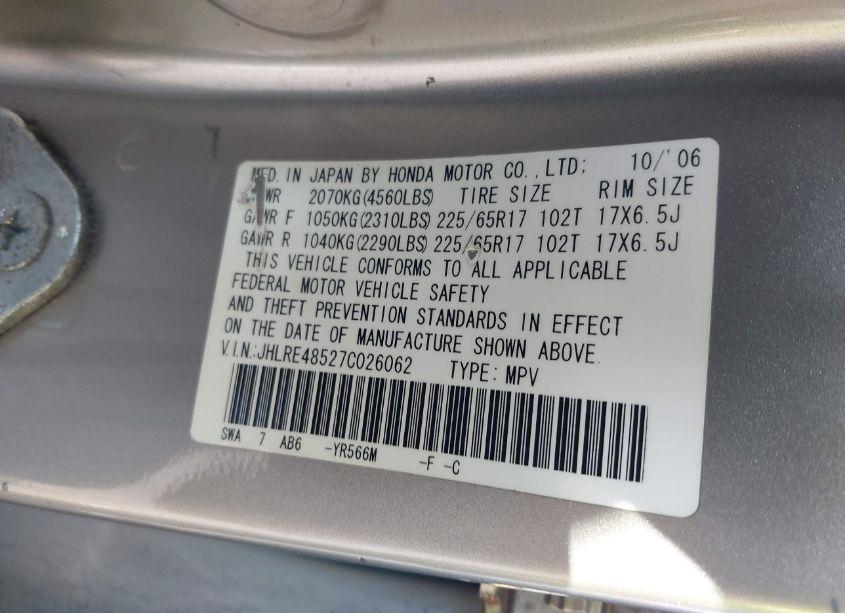 MFD. IN JAPAN BY HONDA MOTOR CO.,LTD; 10/'06
GVWR 2070KG(4560LBS) TIRE SIZE RIM SIZE
GAWR F 1050KG(2310LBS) 225/65R17 102T 17X6.5J
GAWR R 1040KG(2290LBS) 225/65R17 102T 17X6.5J
THIS VEHICLE CONFORMS TO ALL APPLICABLE
FEDERAL MOTOR VEHICLE SAFETY
AND THEFT PREVENTION STANDARDS IN EFFECT
ON THE DATE OF MANUFACTURE SHOWN ABOVE.
V.I.N.:JHLRE48527C026062 TYPE: MPV
SWA 7 AB6 -YR566M -F -C